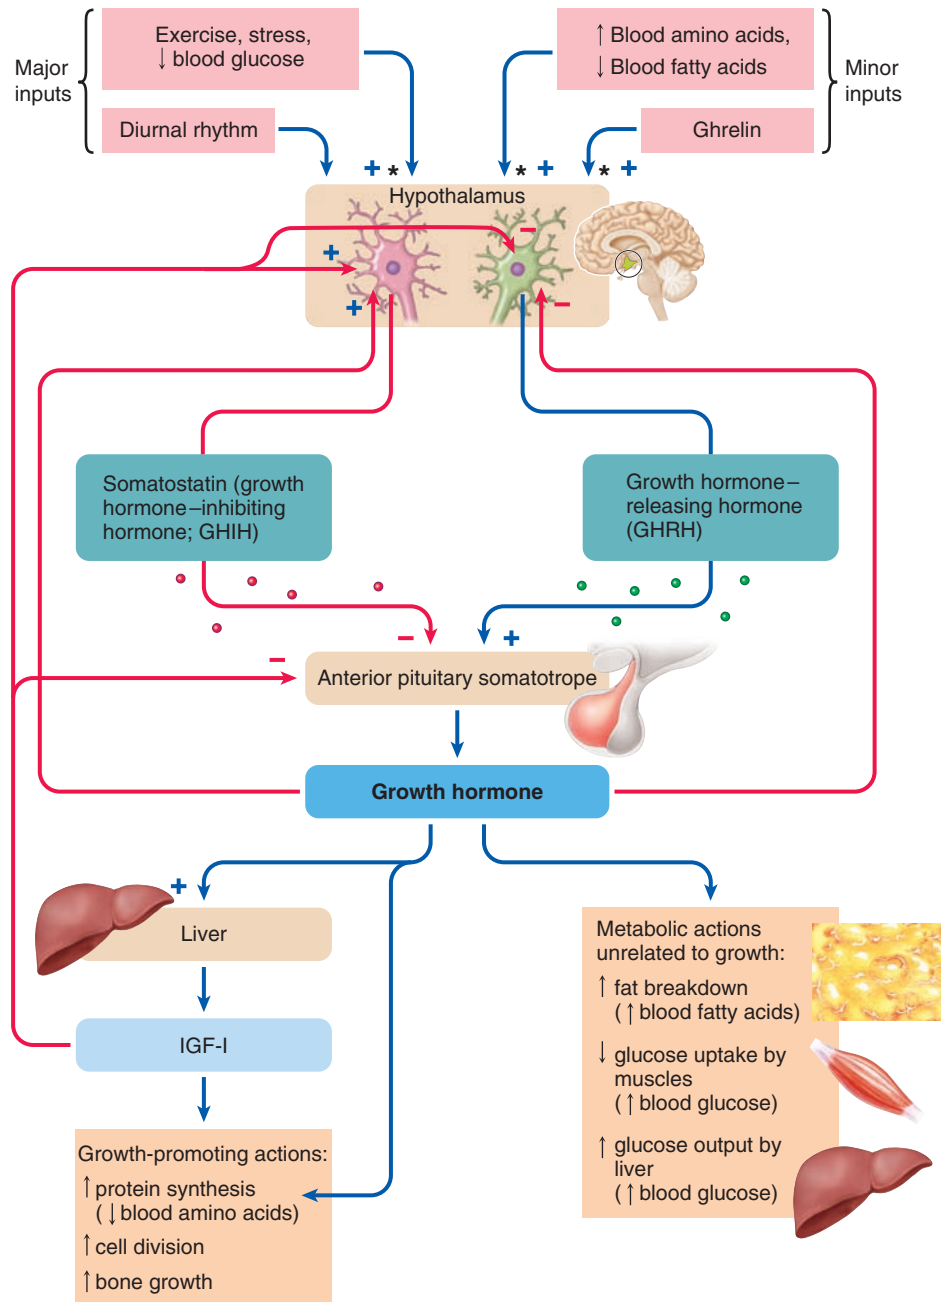 Major
inputs
Exercise, stress,
↓ blood glucose
Diurnal rhythm
↑ Blood amino acids,
↓ Blood fatty acids
Ghrelin
Minor
inputs
+ *
* +
* +
Hypothalamus
−
+
+
−
Somatostatin (growth
hormone–inhibiting
hormone; GHIH)
Growth hormone–
releasing hormone
(GHRH)
−
+
−
Anterior pituitary somatotrope
Growth hormone
+
Liver
IGF-I
Growth-promoting actions:
↑ protein synthesis
(↓ blood amino acids)
↑ cell division
↑ bone growth
Metabolic actions
unrelated to growth:
↑ fat breakdown
(↑ blood fatty acids)
↓ glucose uptake by
muscles
(↑ blood glucose)
↑ glucose output by
liver
(↑ blood glucose)